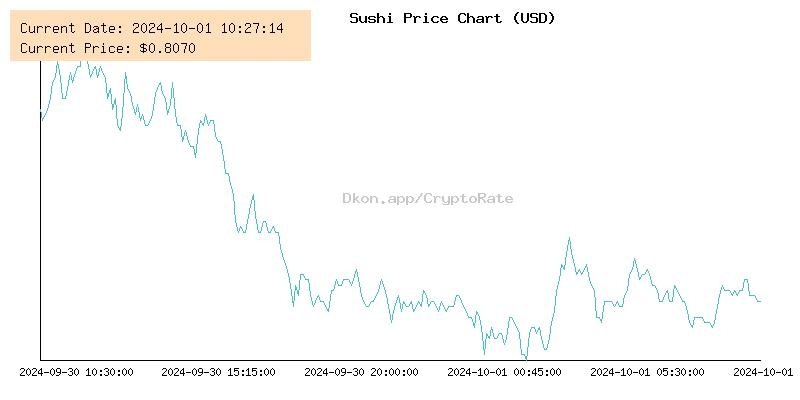 Sushi Price Chart (USD)
Current Date: 2024-10-01 10:27:14
Current Price: $0.8070
Dkon.app/CryptoRate
2024-09-30 10:30:00 2024-09-30 15:15:00 2024-09-30 20:00:00 2024-10-01 00:45:00 2024-10-01 05:30:00 2024-10-01